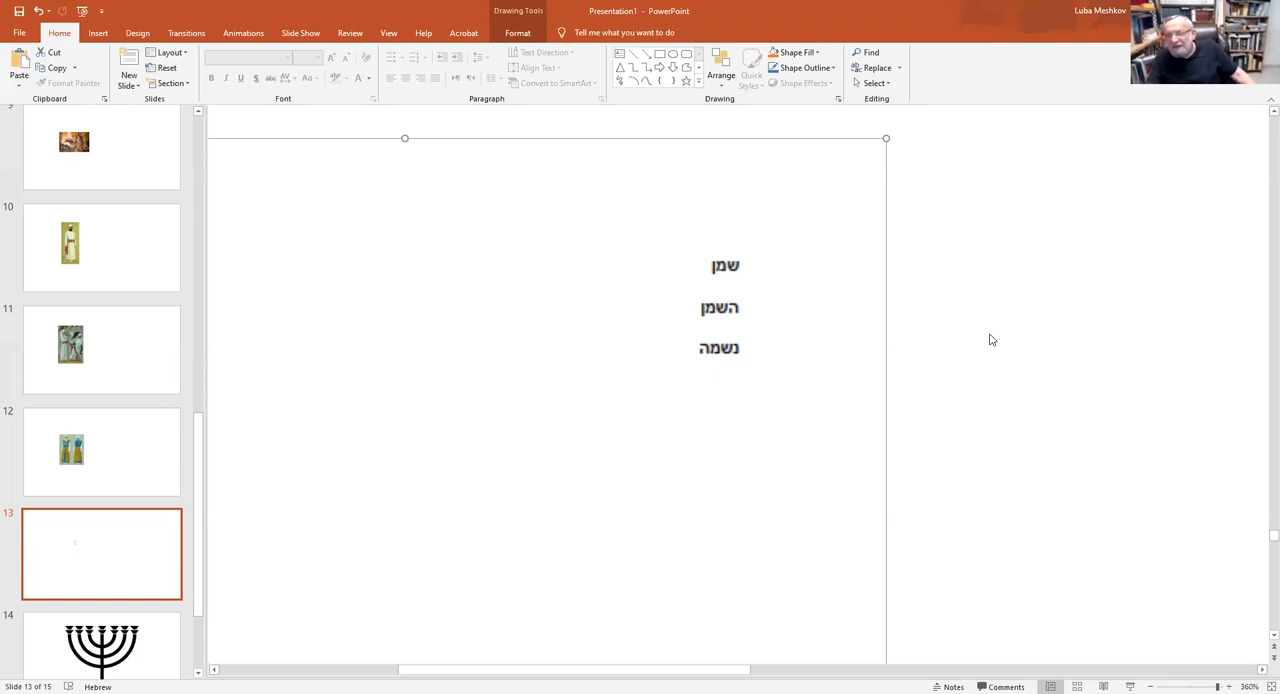 Drawing Tools
Presentation1 - PowerPoint
Luba Meshkov
File Home Insert Design Transitions Animations Slide Show Review View Help Acrobat Format Tell me what you want to do
Paste
Cut
Copy
Format Painter
Clipboard
New Slide
Layout
Reset
Section
Slides
B I U S abc AV Aa A
Font
Text Direction
Align Text
Convert to SmartArt
Paragraph
Arrange
Quick Styles
Shape Fill
Shape Outline
Shape Effects
Drawing
Find
Replace
Select
Editing
9
10
11
12
13
14
שמן
השמן
נשמה
Slide 13 of 15 Hebrew Notes Comments 360%